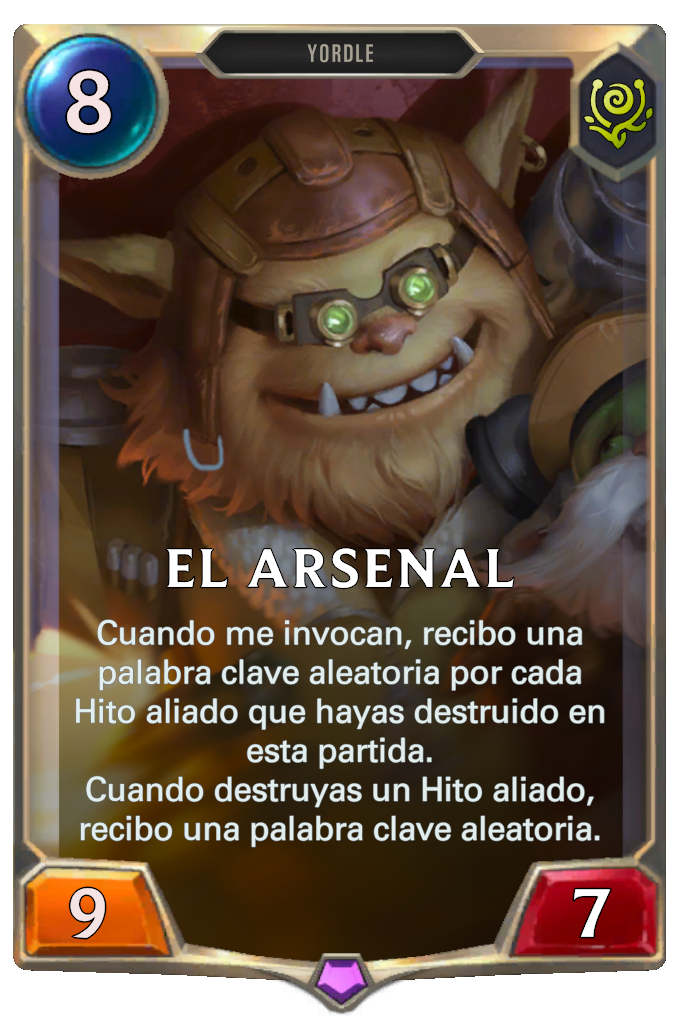 8
YORDLE
EL ARSENAL
Cuando me invocan, recibo una
palabra clave aleatoria por cada
Hito aliado que hayas destruido en
esta partida.
Cuando destruyas un Hito aliado,
recibo una palabra clave aleatoria.
9
7